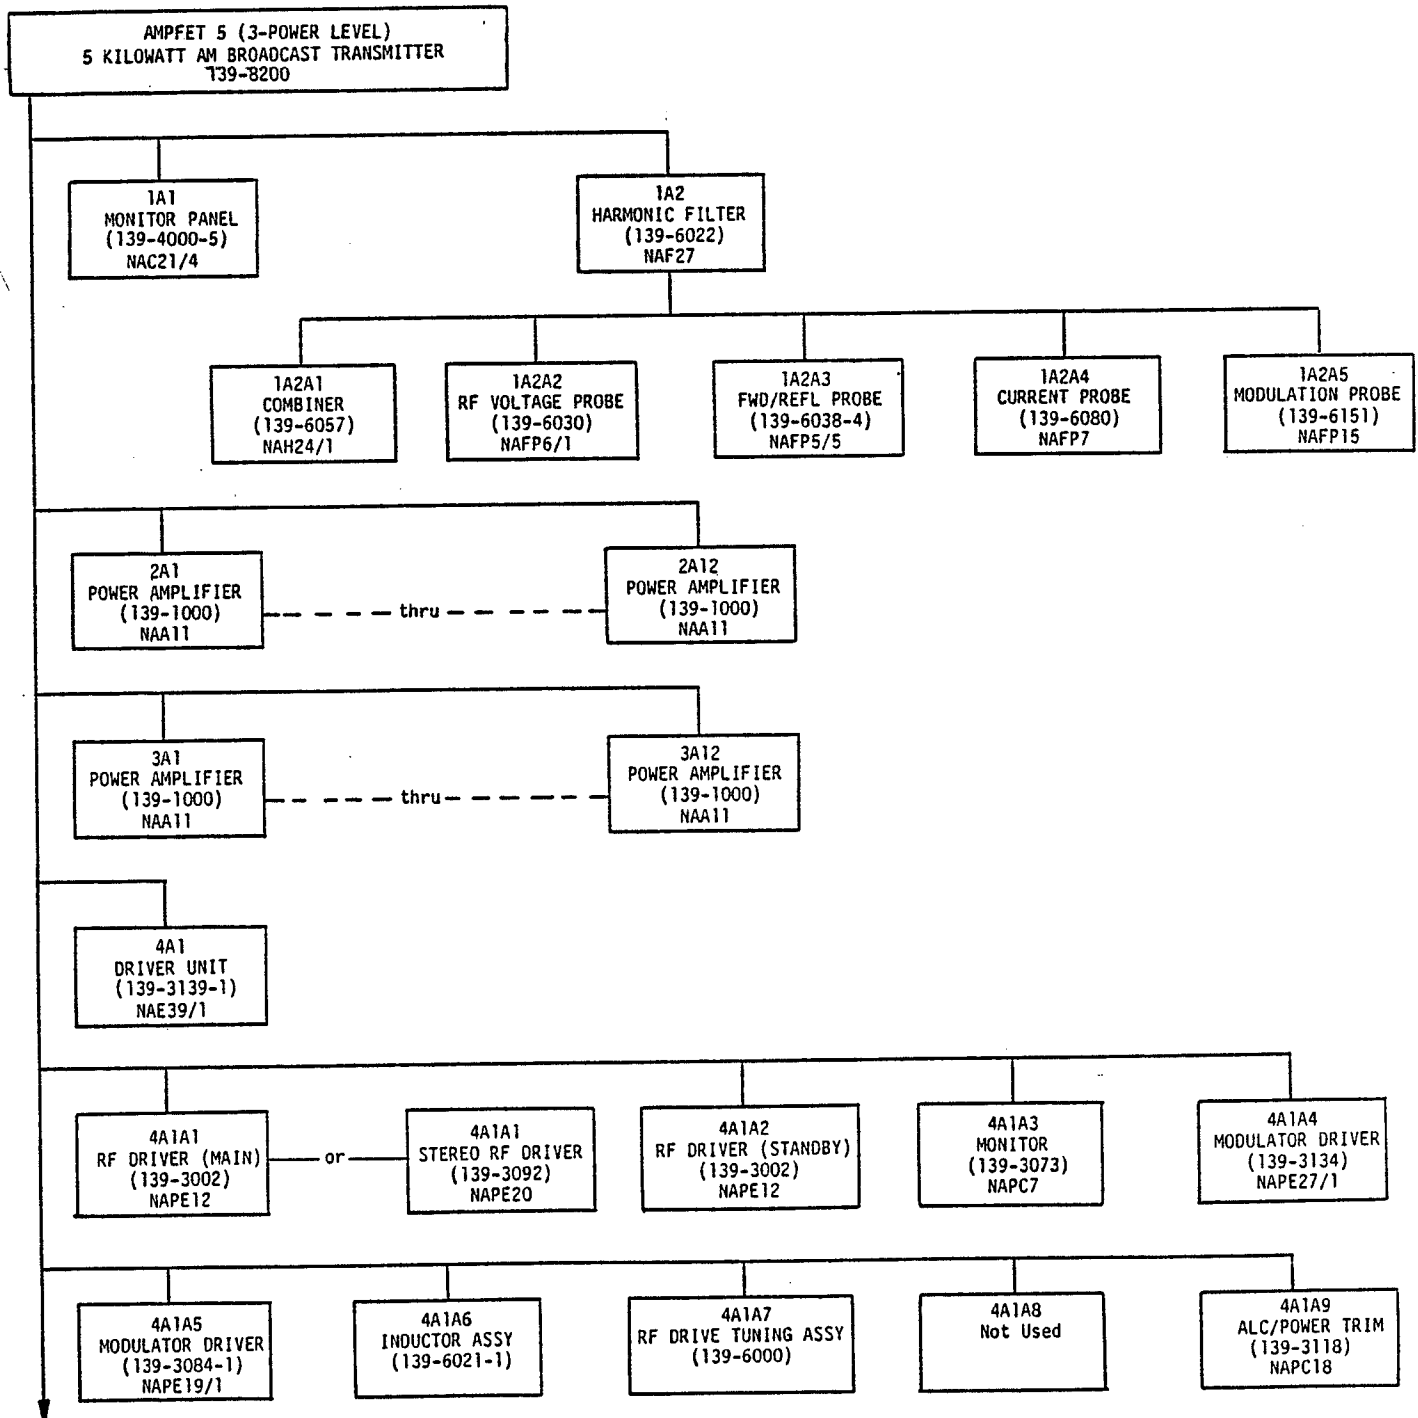 AMPFET 5 (3-POWER LEVEL)
5 KILOWATT AM BROADCAST TRANSMITTER
139-8200
1A1
MONITOR PANEL
(139-4000-5)
NAC21/4
1A2
HARMONIC FILTER
(139-6022)
NAF27
1A2A1
COMBINER
(139-6057)
NAH24/1
1A2A2
RF VOLTAGE PROBE
(139-6030)
NAFP6/1
1A2A3
FWD/REFL PROBE
(139-6038-4)
NAFP5/5
1A2A4
CURRENT PROBE
(139-6080)
NAFP7
1A2A5
MODULATION PROBE
(139-6151)
NAFP15
2A1
POWER AMPLIFIER
(139-1000)
NAA11
thru
2A12
POWER AMPLIFIER
(139-1000)
NAA11
3A1
POWER AMPLIFIER
(139-1000)
NAA11
thru
3A12
POWER AMPLIFIER
(139-1000)
NAA11
4A1
DRIVER UNIT
(139-3139-1)
NAE39/1
4A1A1
RF DRIVER (MAIN)
(139-3002)
NAPE12
or
4A1A1
STEREO RF DRIVER
(139-3092)
NAPE20
4A1A2
RF DRIVER (STANDBY)
(139-3002)
NAPE12
4A1A3
MONITOR
(139-3073)
NAPC7
4A1A4
MODULATOR DRIVER
(139-3134)
NAPE27/1
4A1A5
MODULATOR DRIVER
(139-3084-1)
NAPE19/1
4A1A6
INDUCTOR ASSY
(139-6021-1)
4A1A7
RF DRIVE TUNING ASSY
(139-6000)
4A1A8
Not Used
4A1A9
ALC/POWER TRIM
(139-3118)
NAPC18